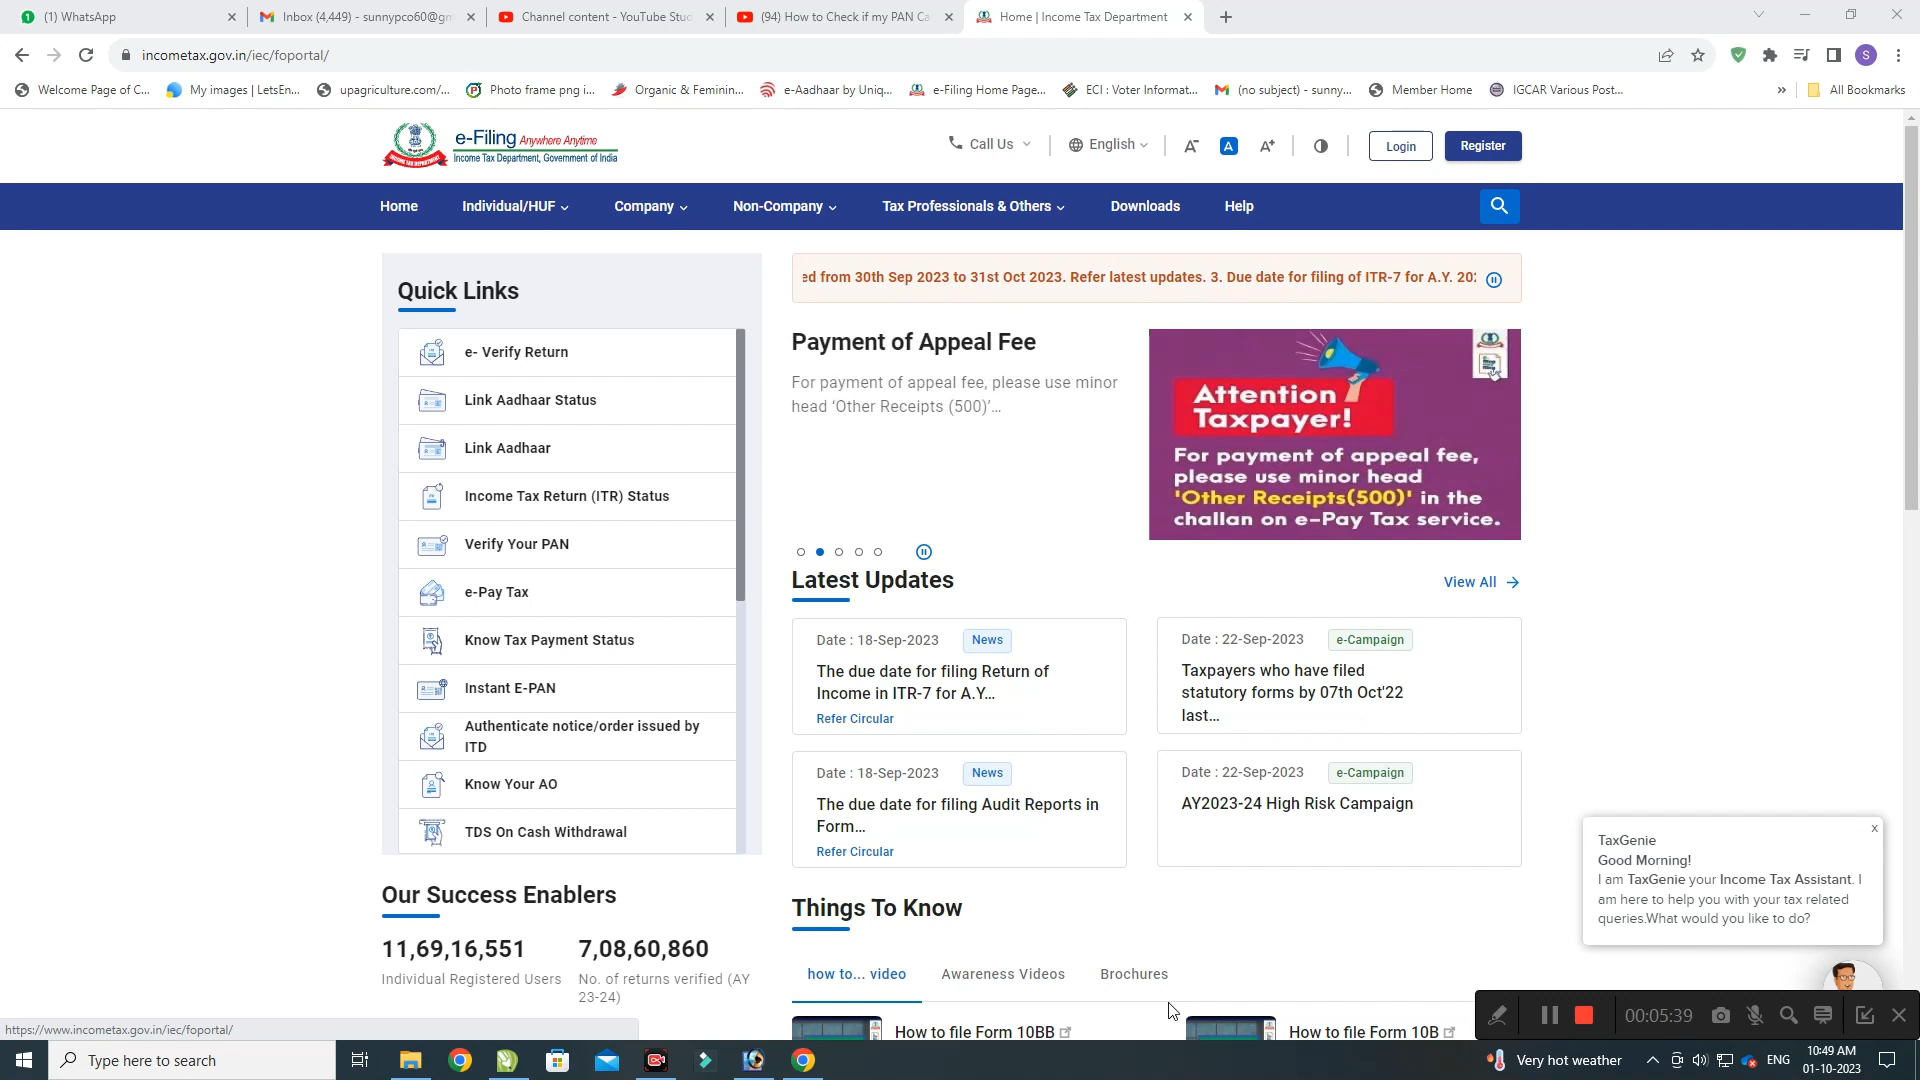 (1) WhatsApp
Inbox (4,449) - sunnypco60@gm
Channel content - YouTube Stud
(94) How to Check if my PAN Ca
Home | Income Tax Department
incometax.gov.in/iec/foportal/
S
Welcome Page of C...
My images | LetsEn...
upagriculture.com/...
Photo frame png i...
Organic & Feminin...
e-Aadhaar by Uniq...
e-Filing Home Page...
ECI : Voter Informat...
(no subject) - sunny...
Member Home
IGCAR Various Post...
»
All Bookmarks
e-Filing Anywhere Anytime
Income Tax Department, Government of India
Call Us
English
A-
A
A+
Login
Register
Home
Individual/HUF
Company
Non-Company
Tax Professionals & Others
Downloads
Help
Quick Links
e- Verify Return
Link Aadhaar Status
Link Aadhaar
Income Tax Return (ITR) Status
Verify Your PAN
e-Pay Tax
Know Tax Payment Status
Instant E-PAN
Authenticate notice/order issued by
ITD
Know Your AO
TDS On Cash Withdrawal
Our Success Enablers
11,69,16,551
Individual Registered Users
7,08,60,860
No. of returns verified (AY
23-24)
ed from 30th Sep 2023 to 31st Oct 2023. Refer latest updates. 3. Due date for filing of ITR-7 for A.Y. 202
Payment of Appeal Fee
For payment of appeal fee, please use minor
head ‘Other Receipts (500)’...
Attention
Taxpayer!
For payment of appeal fee,
please use minor head
'Other Receipts(500)' in the
challan on e-Pay Tax service.
Latest Updates
View All
Date : 18-Sep-2023
News
The due date for filing Return of
Income in ITR-7 for A.Y...
Refer Circular
Date : 22-Sep-2023
e-Campaign
Taxpayers who have filed
statutory forms by 07th Oct'22
last...
Date : 18-Sep-2023
News
The due date for filing Audit Reports in
Form...
Refer Circular
Date : 22-Sep-2023
e-Campaign
AY2023-24 High Risk Campaign
Things To Know
how to... video
Awareness Videos
Brochures
How to file Form 10BB
How to file Form 10B
x
TaxGenie
Good Morning!
I am TaxGenie your Income Tax Assistant. I
am here to help you with your tax related
queries.What would you like to do?
00:05:39
https://www.incometax.gov.in/iec/foportal/
Type here to search
Very hot weather
ENG
10:49 AM
01-10-2023